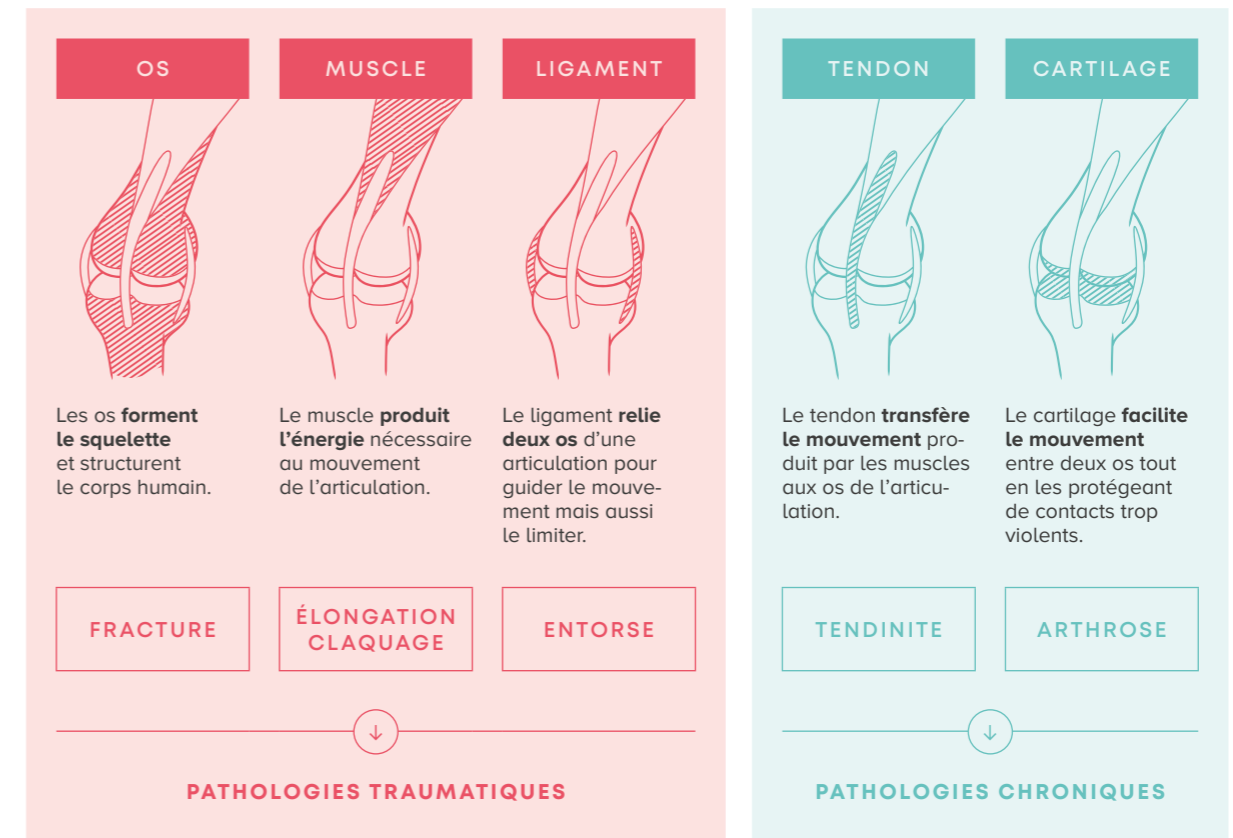 OS
Les os forment
le squelette
et structurent
le corps humain.
FRACTURE
MUSCLE
Le muscle produit
l’énergie nécessaire
au mouvement
de l’articulation.
ÉLONGATION
CLAQUAGE
LIGAMENT
Le ligament relie
deux os d’une
articulation pour
guider le mouve-
ment mais aussi
le limiter.
ENTORSE
PATHOLOGIES TRAUMATIQUES
TENDON
Le tendon transfère
le mouvement pro-
duit par les muscles
aux os de l’articu-
lation.
TENDINITE
CARTILAGE
Le cartilage facilite
le mouvement
entre deux os tout
en les protégeant
de contacts trop
violents.
ARTHROSE
PATHOLOGIES CHRONIQUES